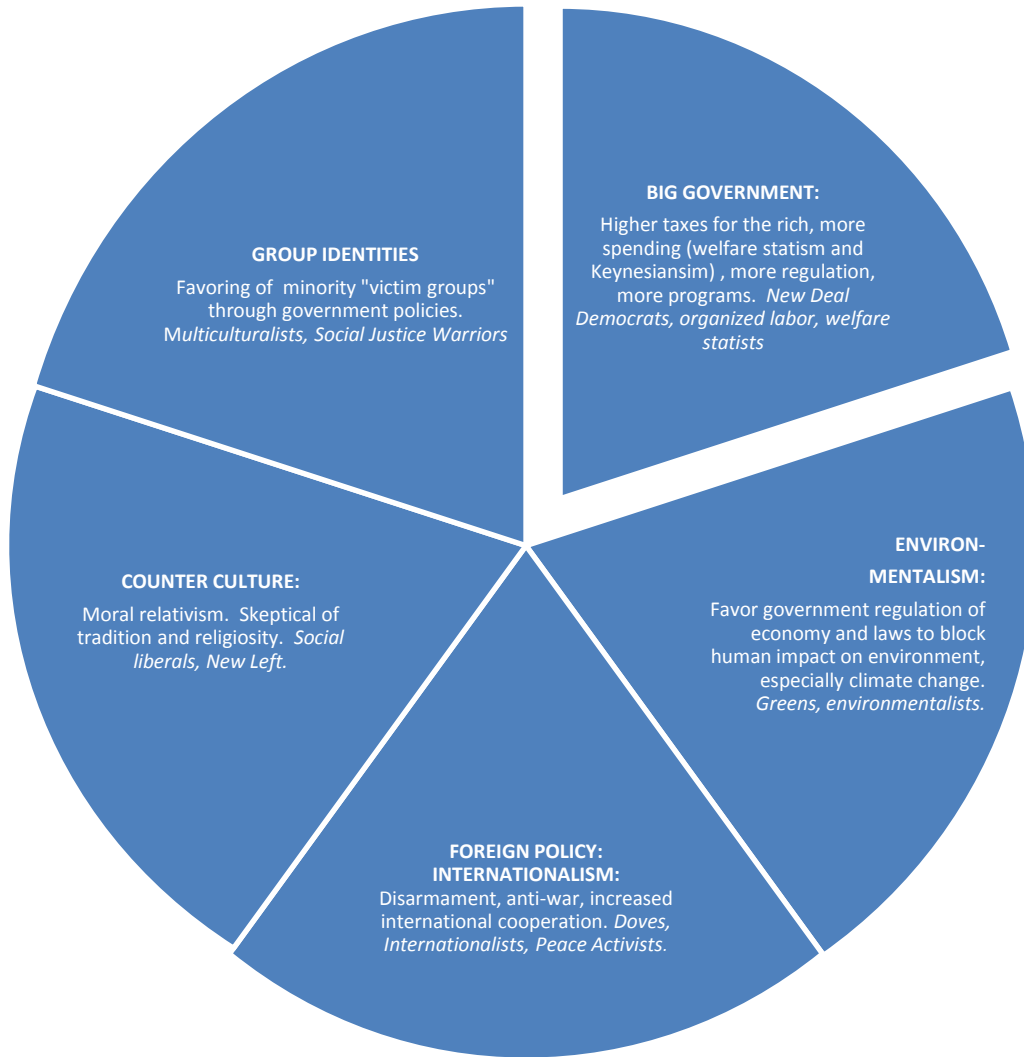 BIG GOVERNMENT:
Higher taxes for the rich, more
spending (welfare statism and
Keynesiansim) , more regulation,
more programs. New Deal
Democrats, organized labor, welfare
statists
ENVIRON-
MENTALISM:
Favor government regulation of
economy and laws to block
human impact on environment,
especially climate change.
Greens, environmentalists.
FOREIGN POLICY:
INTERNATIONALISM:
Disarmament, anti-war, increased
international cooperation. Doves,
Internationalists, Peace Activists.
COUNTER CULTURE:
Moral relativism. Skeptical of
tradition and religiosity. Social
liberals, New Left.
GROUP IDENTITIES
Favoring of minority "victim groups"
through government policies.
Multiculturalists, Social Justice Warriors